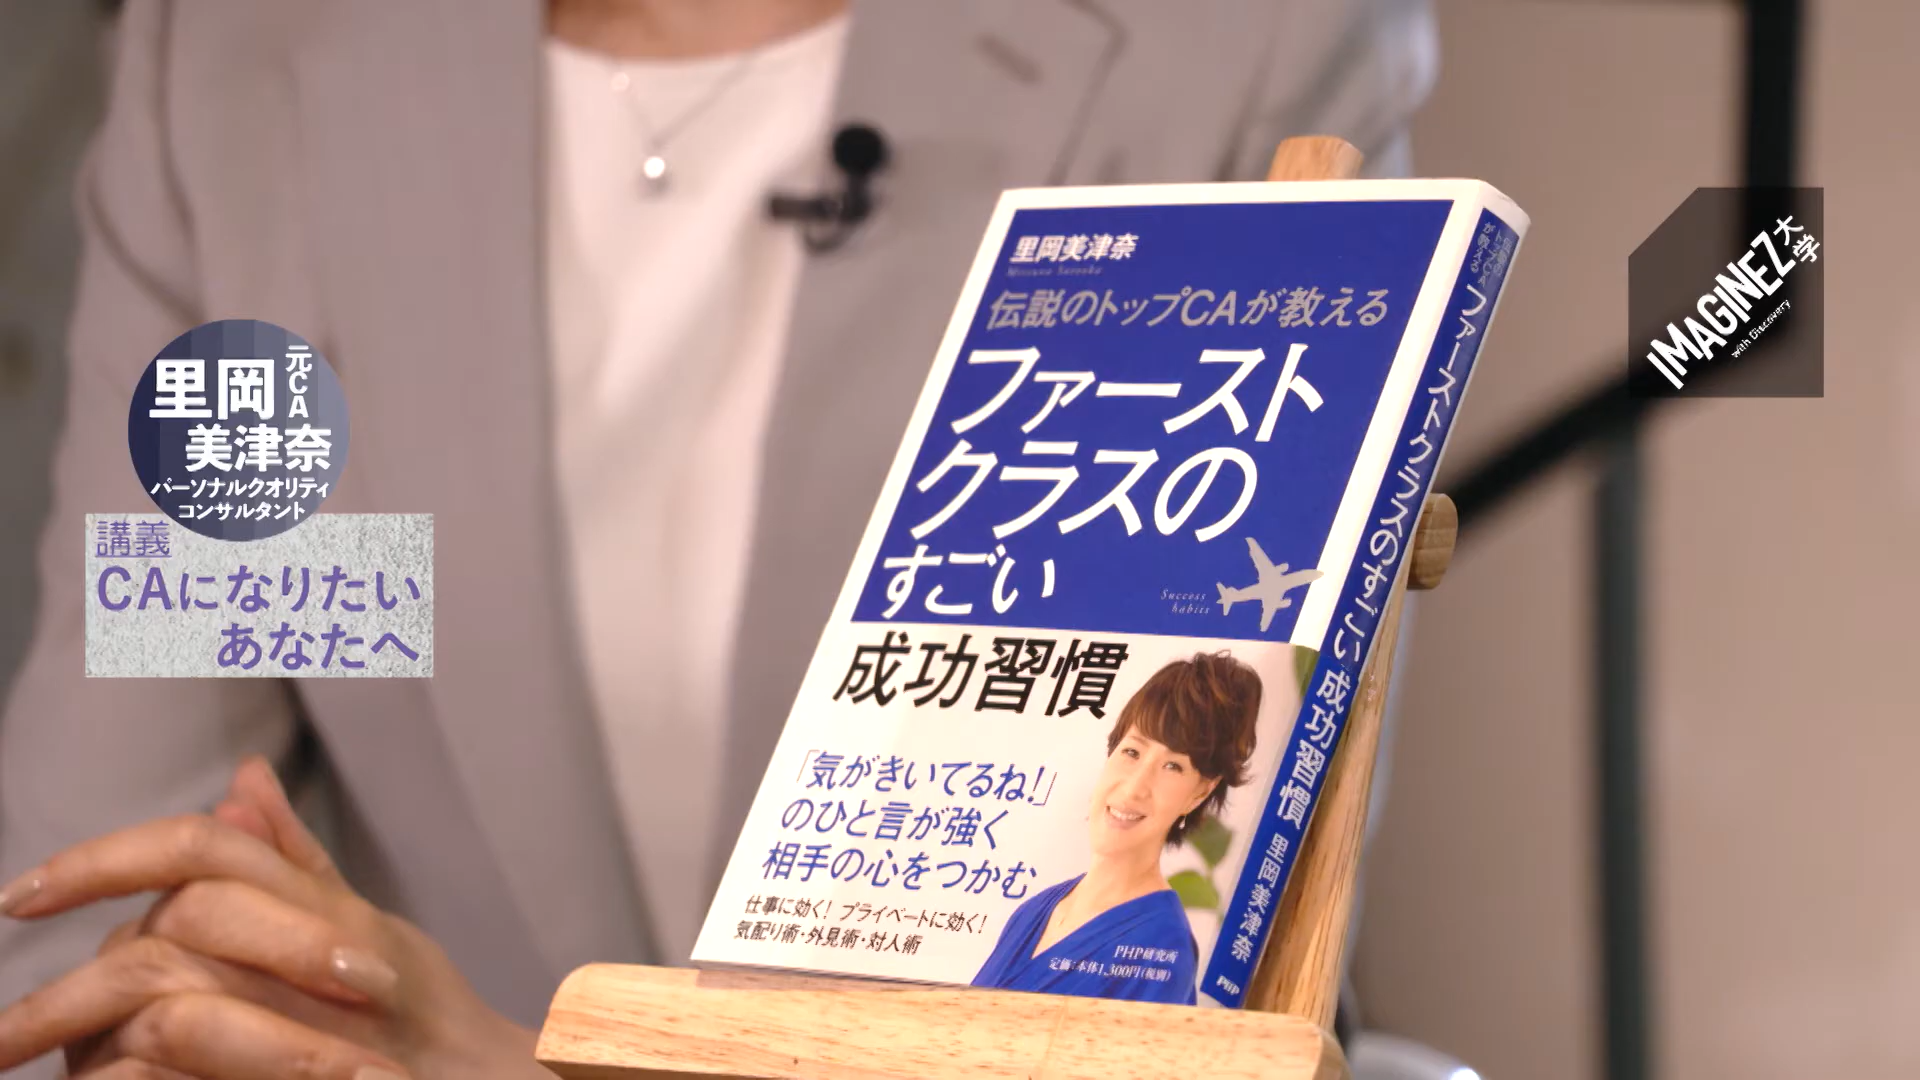 元CA
里岡
美津奈
パーソナルクオリティ
コンサルタント
講義
CAになりたい
あなたへ
里岡美津奈
Mitsuna Satooka
伝説のトップCAが教える
ファースト
クラスの
すごい
Success
habits
成功習慣
「気がきいてるね!」
のひと言が強く
相手の心をつかむ
仕事に効く! プライベートに効く!
気配り術・外見術・対人術
PHP研究所
定価:本体1,300円(税別)
伝説の
トップCA
が教える
ファーストクラスのすごい成功習慣 里岡美津奈
PHP
IMAGINEZ大学
with Discovery